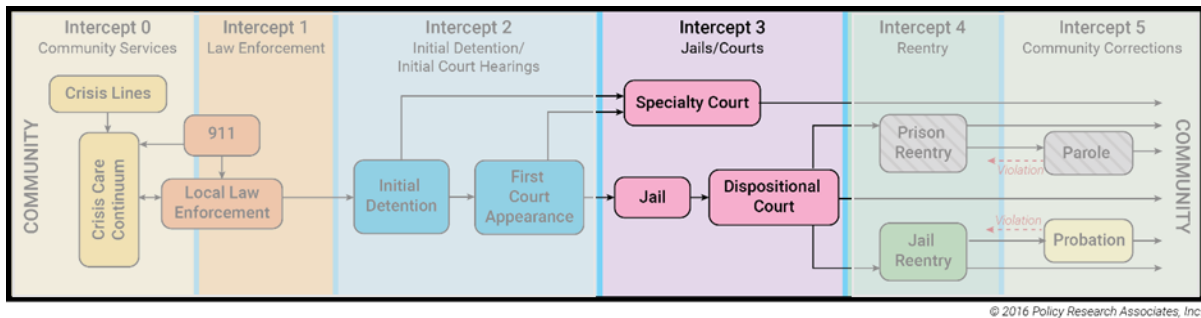 Intercept 0
Community Services
Intercept 1
Law Enforcement
Intercept 2
Initial Detention/
Initial Court Hearings
Intercept 3
Jails/Courts
Intercept 4
Reentry
Intercept 5
Community Corrections
COMMUNITY
Crisis Lines
Crisis Care
Continuum
911
Local Law
Enforcement
Initial
Detention
First
Court
Appearance
Specialty Court
Jail
Dispositional
Court
Prison
Reentry
Violation
Parole
Jail
Reentry
Violation
Probation
COMMUNITY
© 2016 Policy Research Associates, Inc